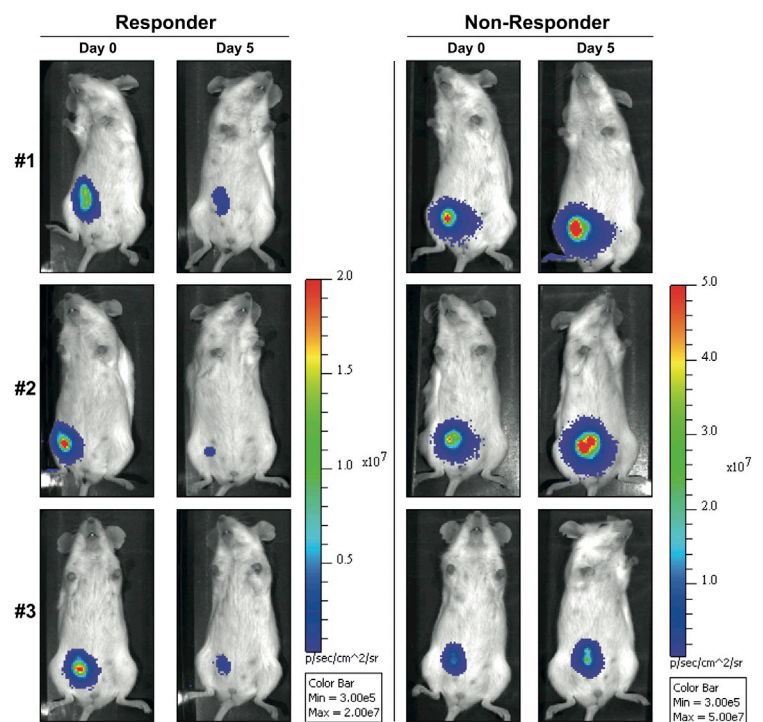 Responder
Non-Responder
Day 0
Day 5
Day 0
Day 5
#1
#2
#3
2.0
1.5
1.0
0.5
x10^7
p/sec/cm^2/sr
Color Bar
Min = 3.00e5
Max = 2.00e7
5.0
4.0
3.0
2.0
1.0
x10^7
p/sec/cm^2/sr
Color Bar
Min = 3.00e5
Max = 5.00e7